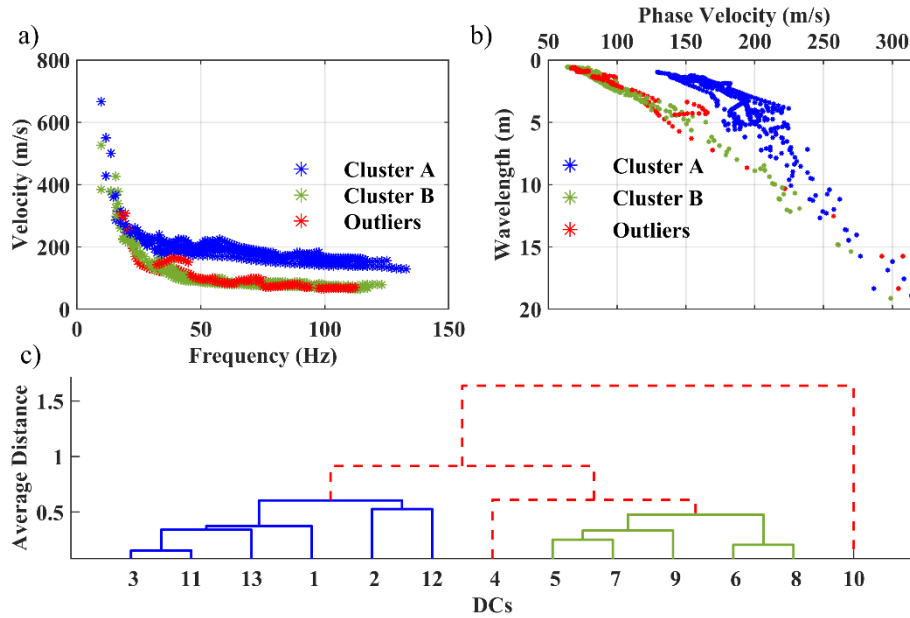 a)
800
600
400
200
0
Velocity (m/s)
0
50
100
150
Frequency (Hz)
Cluster A
Cluster B
Outliers
b)
Phase Velocity (m/s)
50
100
150
200
250
300
0
5
10
15
20
Wavelength (m)
Cluster A
Cluster B
Outliers
c)
1.5
1
0.5
Average Distance
3 11 13 1 2 12 4 5 7 9 6 8 10
DCs